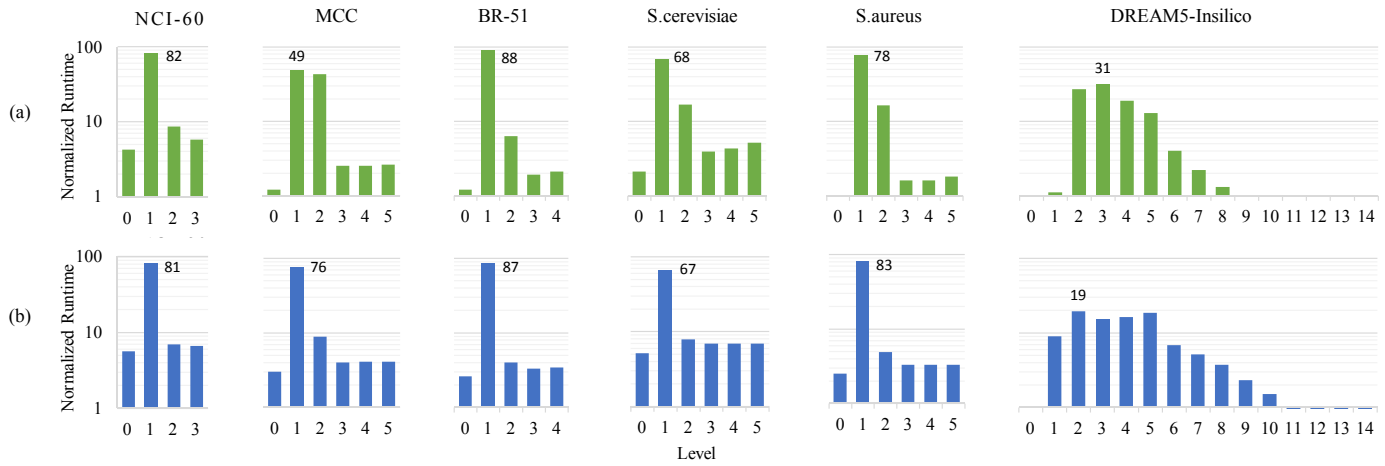 NCI-60 MCC BR-51 S.cerevisiae S.aureus DREAM5-Insilico
(a)
Normalized Runtime
100
10
1
82 49 88 68 78 31
0 1 2 3 0 1 2 3 4 5 0 1 2 3 4 0 1 2 3 4 5 0 1 2 3 4 5 0 1 2 3 4 5 6 7 8 9 10 11 12 13 14
(b)
Normalized Runtime
100
10
1
81 76 87 67 83 19
0 1 2 3 0 1 2 3 4 5 0 1 2 3 4 0 1 2 3 4 5 0 1 2 3 4 5 0 1 2 3 4 5 6 7 8 9 10 11 12 13 14
Level